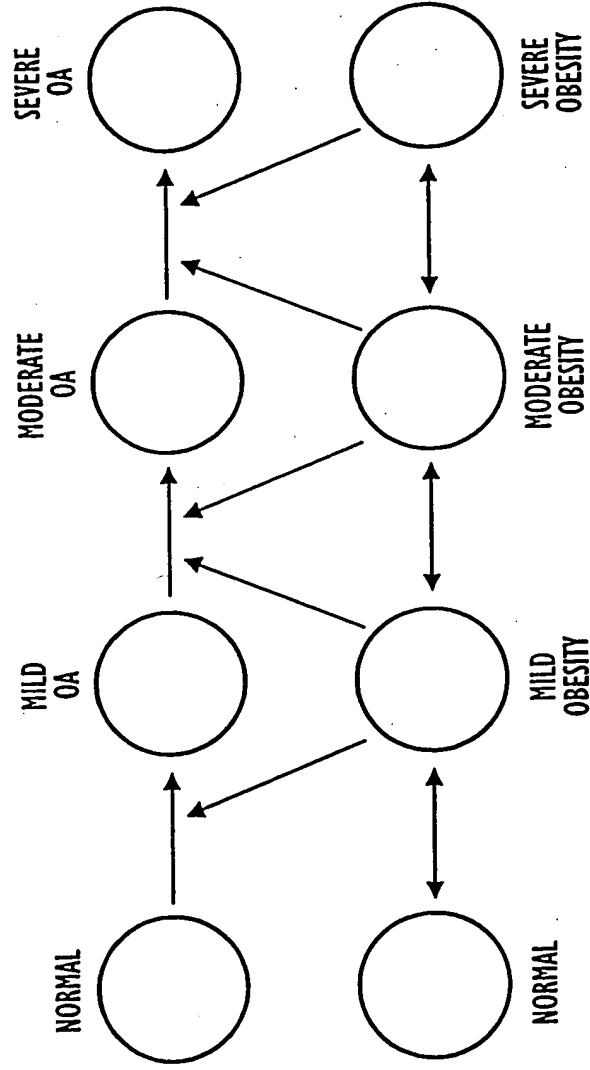 NORMAL
MILD
OA
MODERATE
OA
SEVERE
OA
NORMAL
MILD
OBESITY
MODERATE
OBESITY
SEVERE
OBESITY